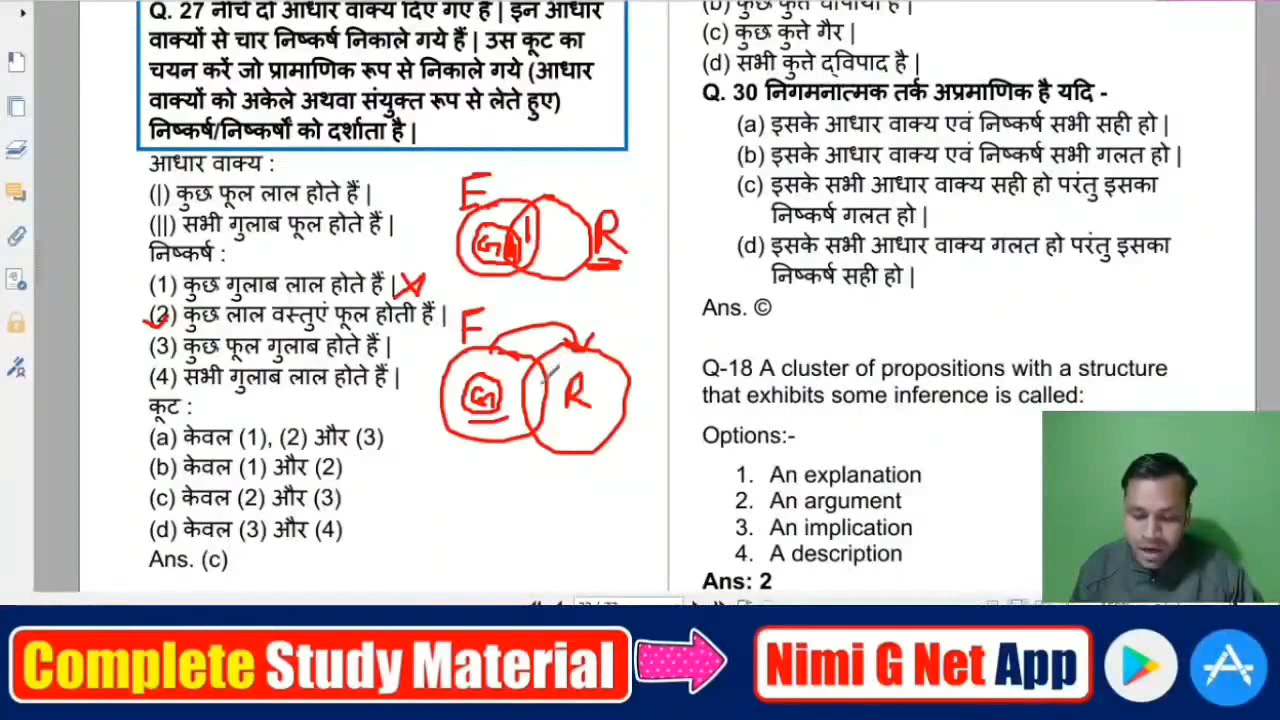 Q. 27 नीचे दो आधार वाक्य दिए गए हैं | इन आधार
वाक्यों से चार निष्कर्ष निकाले गये हैं | उस कूट का
चयन करें जो प्रामाणिक रूप से निकाले गये (आधार
वाक्यों को अकेले अथवा संयुक्त रूप से लेते हुए)
निष्कर्ष/निष्कर्षों को दर्शाता है |
आधार वाक्य :
(|) कुछ फूल लाल होते हैं |
(||) सभी गुलाब फूल होते हैं |
निष्कर्ष :
(1) कुछ गुलाब लाल होते हैं |
(2) कुछ लाल वस्तुएं फूल होती हैं |
(3) कुछ फूल गुलाब होते हैं |
(4) सभी गुलाब लाल होते हैं |
कूट :
(a) केवल (1), (2) और (3)
(b) केवल (1) और (2)
(c) केवल (2) और (3)
(d) केवल (3) और (4)
Ans. (c)
F
G
R
F
G
R
(b) कुछ कुत्ते चौपाया है |
(c) कुछ कुत्ते गैर |
(d) सभी कुत्ते द्विपाद है |
Q. 30 निगमनात्मक तर्क अप्रमाणिक है यदि -
(a) इसके आधार वाक्य एवं निष्कर्ष सभी सही हो |
(b) इसके आधार वाक्य एवं निष्कर्ष सभी गलत हो |
(c) इसके सभी आधार वाक्य सही हो परंतु इसका
निष्कर्ष गलत हो |
(d) इसके सभी आधार वाक्य गलत हो परंतु इसका
निष्कर्ष सही हो |
Ans. ©
Q-18 A cluster of propositions with a structure
that exhibits some inference is called:
Options:-
1. An explanation
2. An argument
3. An implication
4. A description
Ans: 2
Complete Study Material
Nimi G Net App